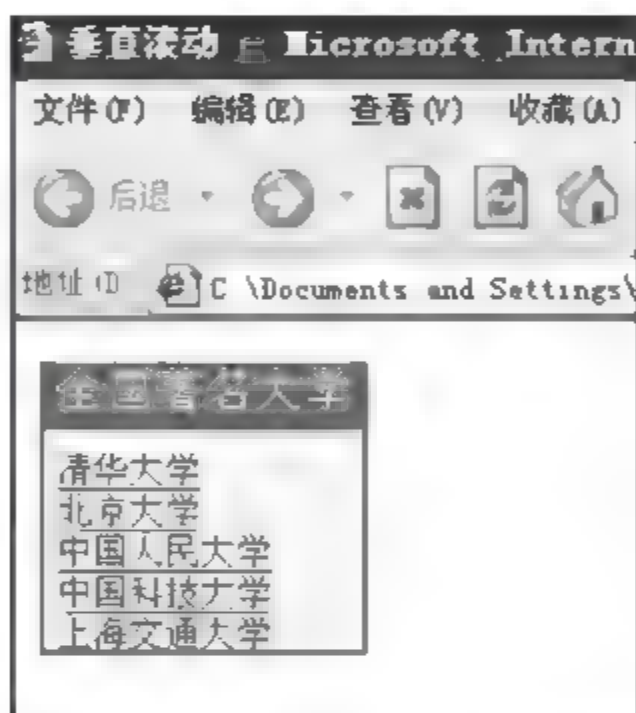 垂直滚动 - Microsoft Intern
文件(F) 编辑(E) 查看(V) 收藏(A)
后退
地址(D C \Documents and Settings\
全国著名大学
清华大学
北京大学
中国人民大学
中国科技大学
上海交通大学